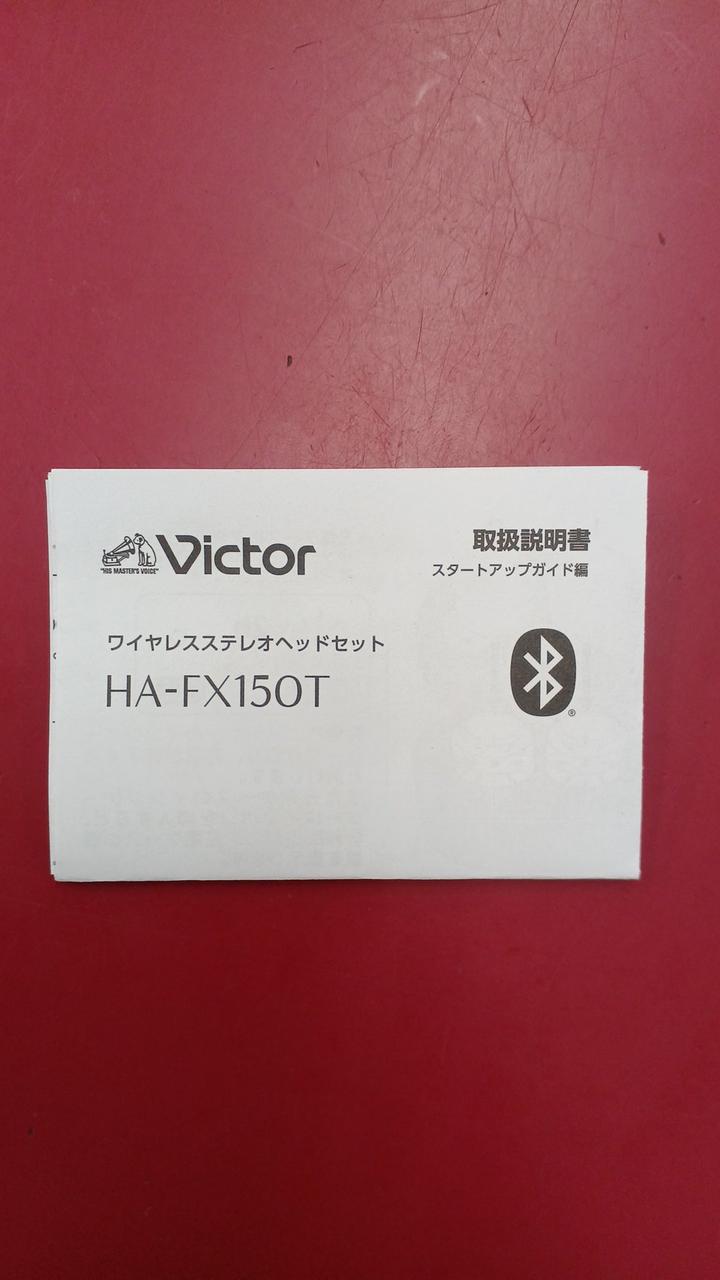 Victor
"HIS MASTER'S VOICE"
取扱説明書
スタートアップガイド編
ワイヤレスステレオヘッドセット
HA-FX150T
®